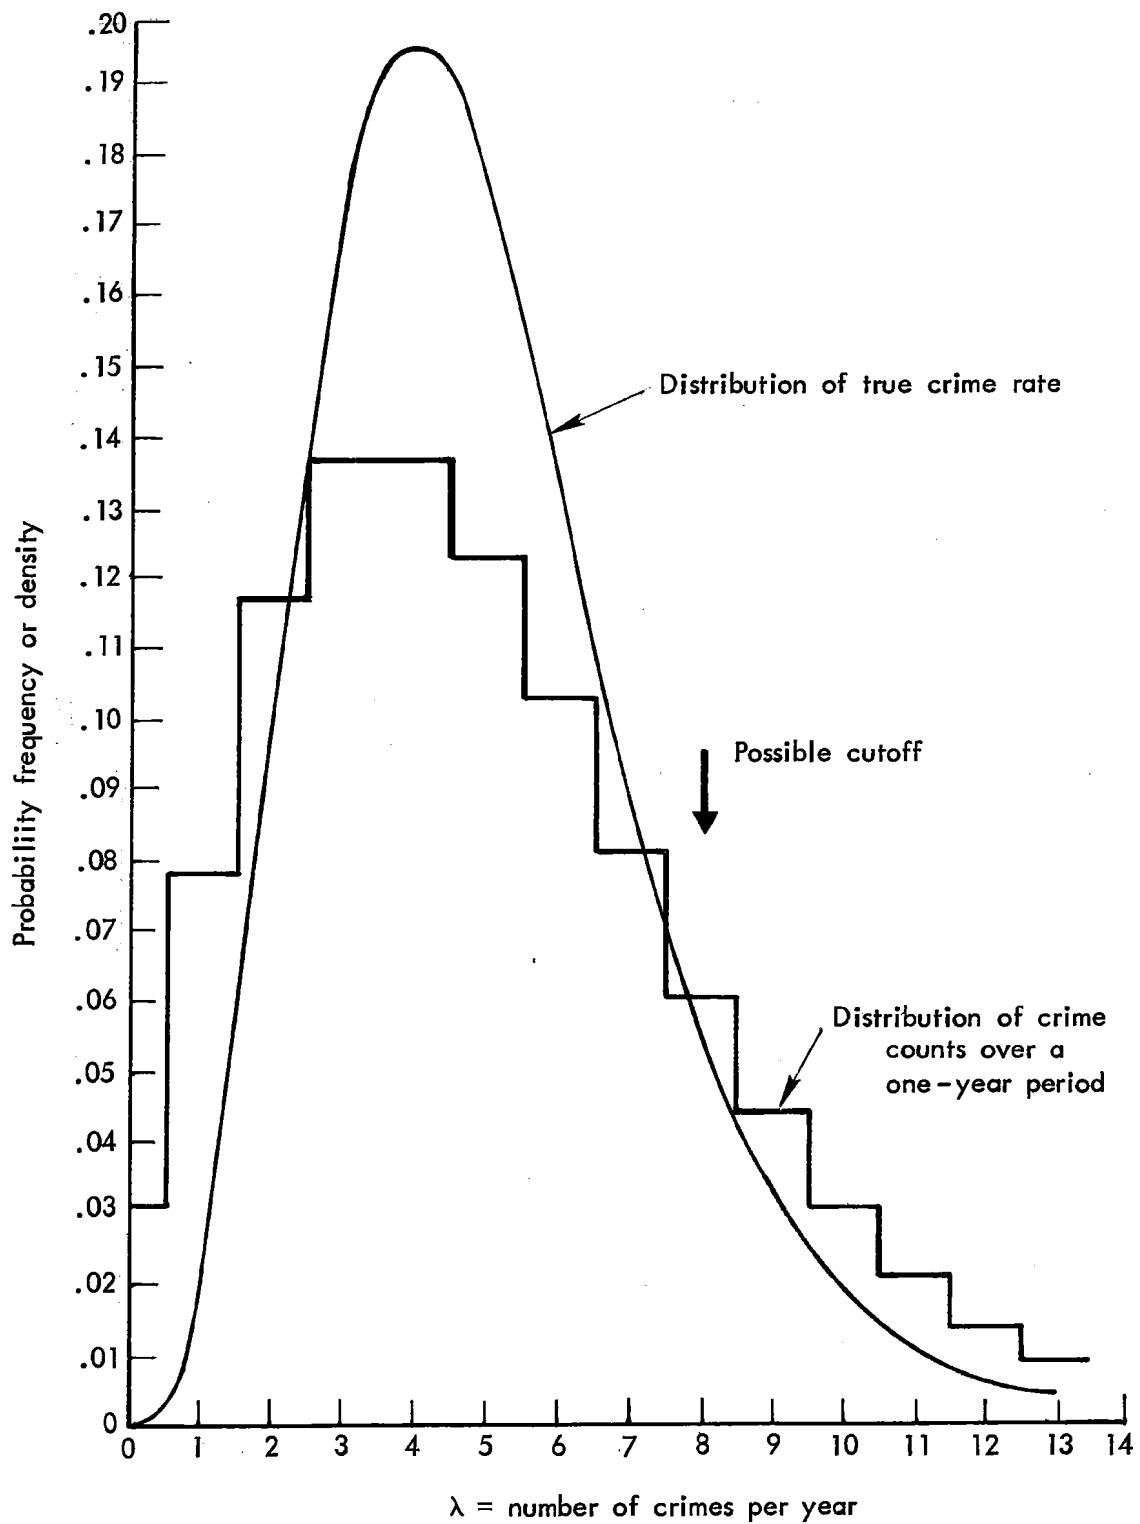 .20
.19
.18
.17
.16
.15
.14
.13
.12
.11
.10
.09
.08
.07
.06
.05
.04
.03
.02
.01
0
Probabiliity frequency or density
Distribution of true crime rate
Possible cutoff
Distribution of crime
counts over a
one-year period
0 1 2 3 4 5 6 7 8 9 10 11 12 13 14
λ = number of crimes per year